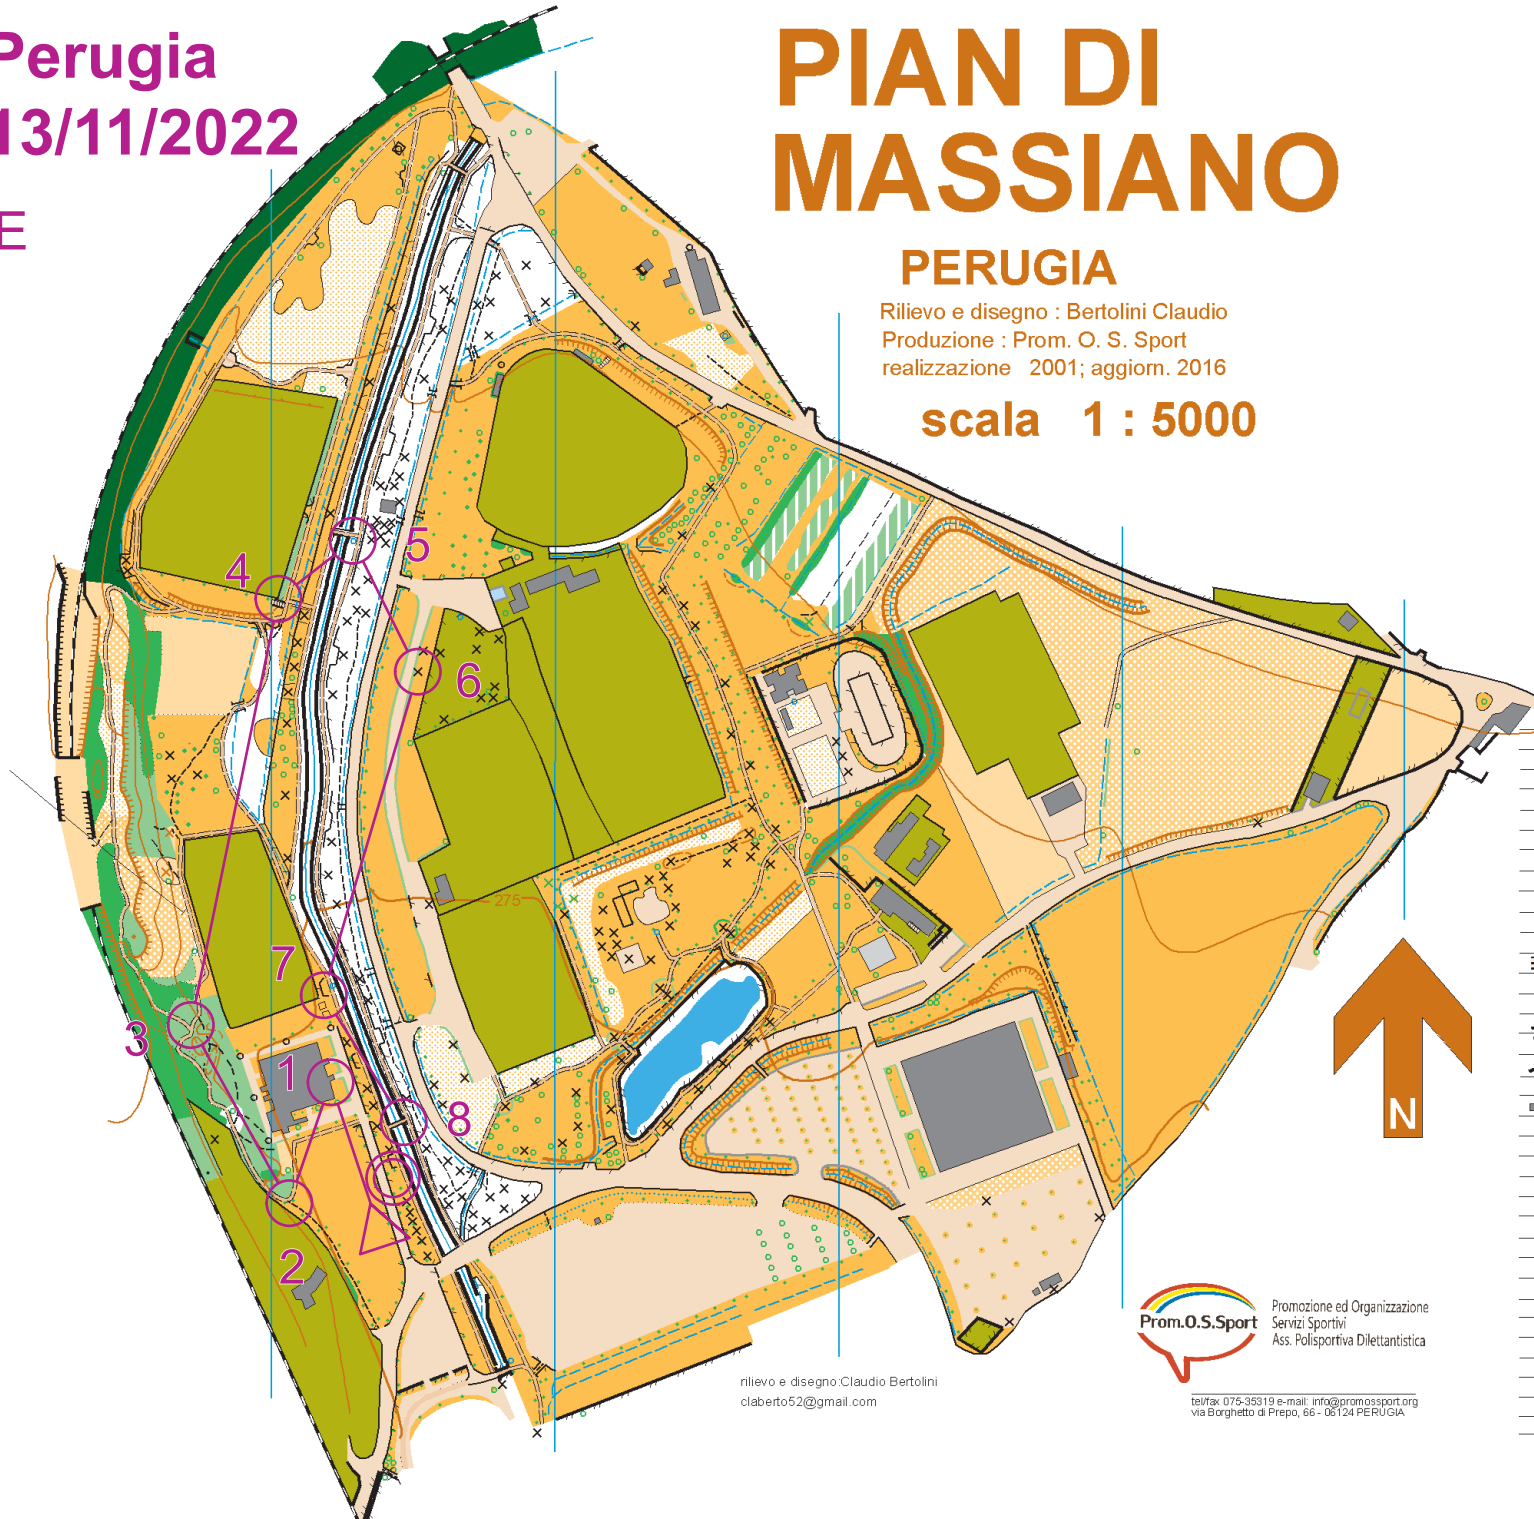 Perugia
13/11/2022
E
PIAN DI
MASSIANO
PERUGIA
Rilievo e disegno : Bertolini Claudio
Produzione : Prom. O. S. Sport
realizzazione 2001; aggiorn. 2016
scala 1 : 5000
4
5
6
275
7
3
1
8
2
N
Prom.O.S.Sport
Promozione ed Organizzazione
Servizi Sportivi
Ass. Polisportiva Dilettantistica
tel/fax 075-35319 e-mail: info@promossport.org
via Borghetto di Prepo, 66 - 06124 PERUGIA
rilievo e disegno:Claudio Bertolini
claberto52@gmail.com